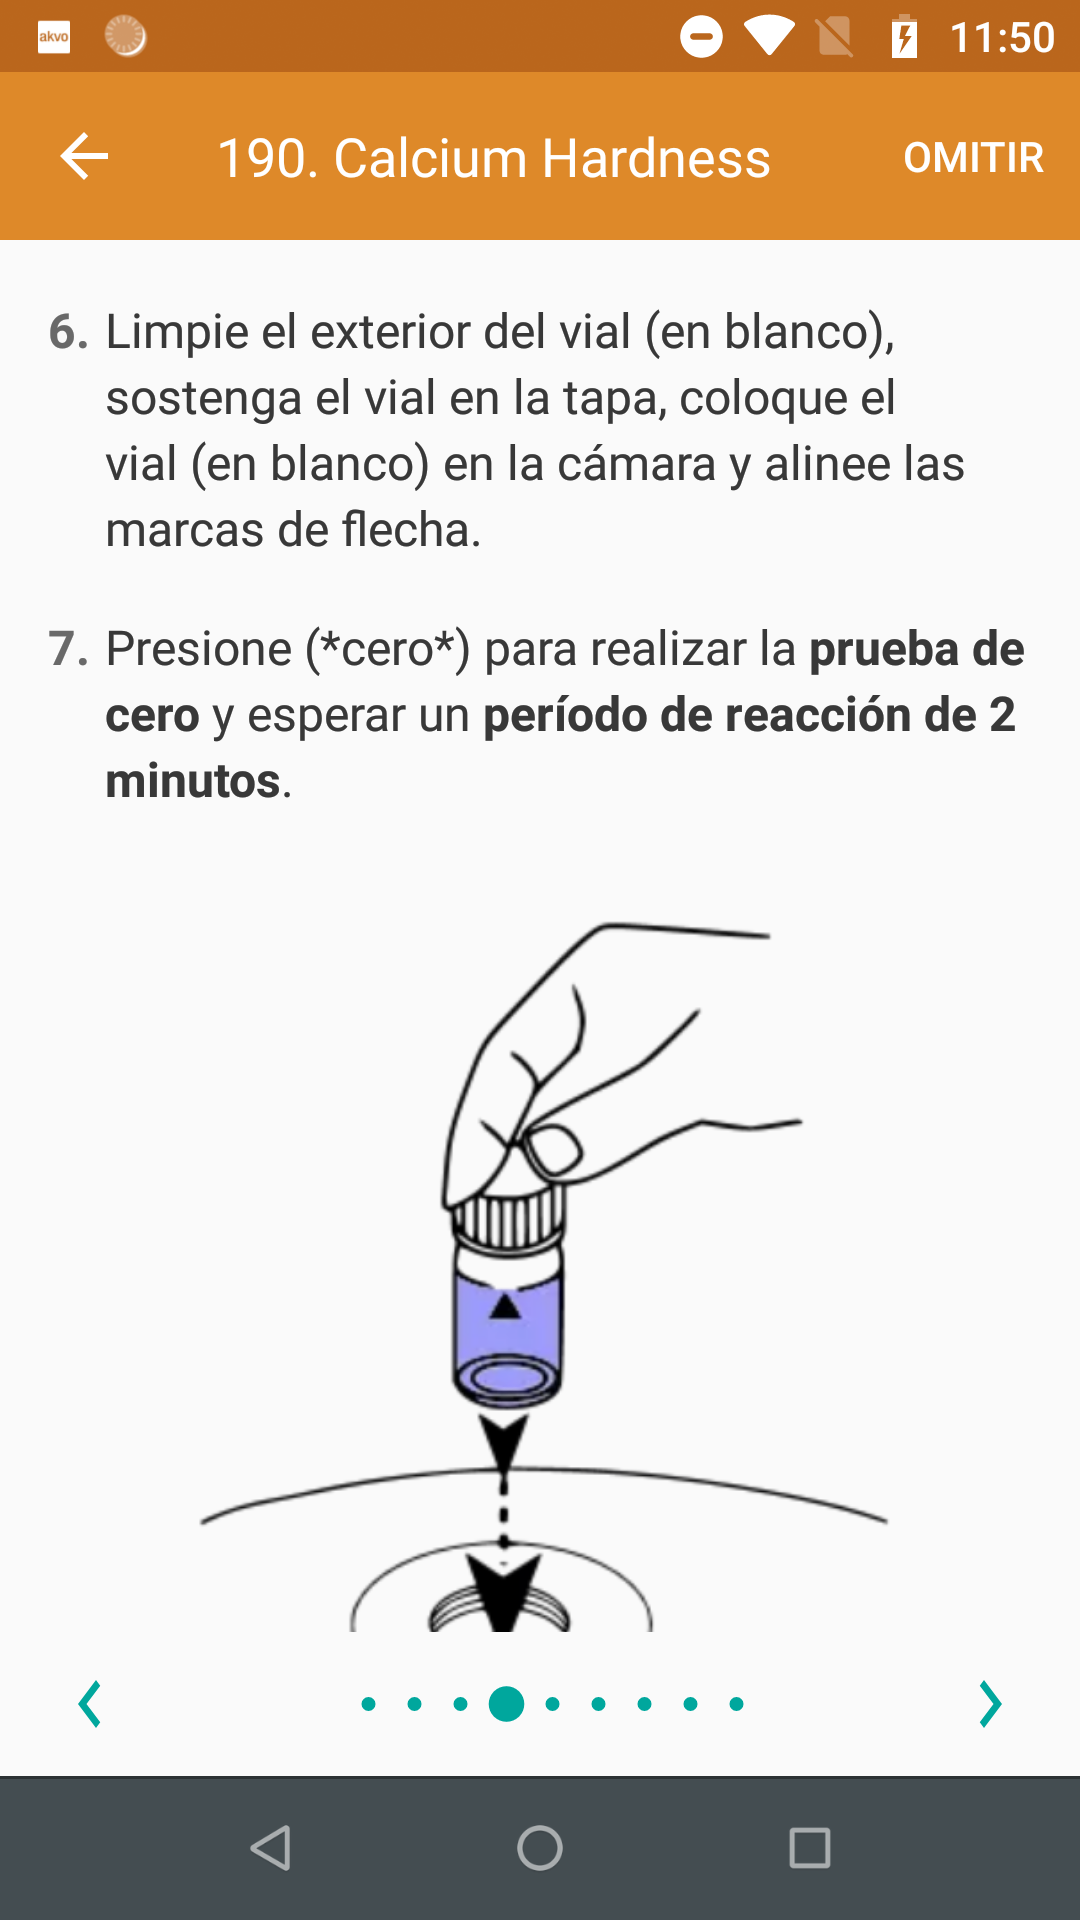 akvo
11:50
190. Calcium Hardness
OMITIR
6. Limpie el exterior del vial (en blanco),
sostenga el vial en la tapa, coloque el
vial (en blanco) en la cámara y alinee las
marcas de flecha.
7. Presione (*cero*) para realizar la prueba de
cero y esperar un período de reacción de 2
minutos.